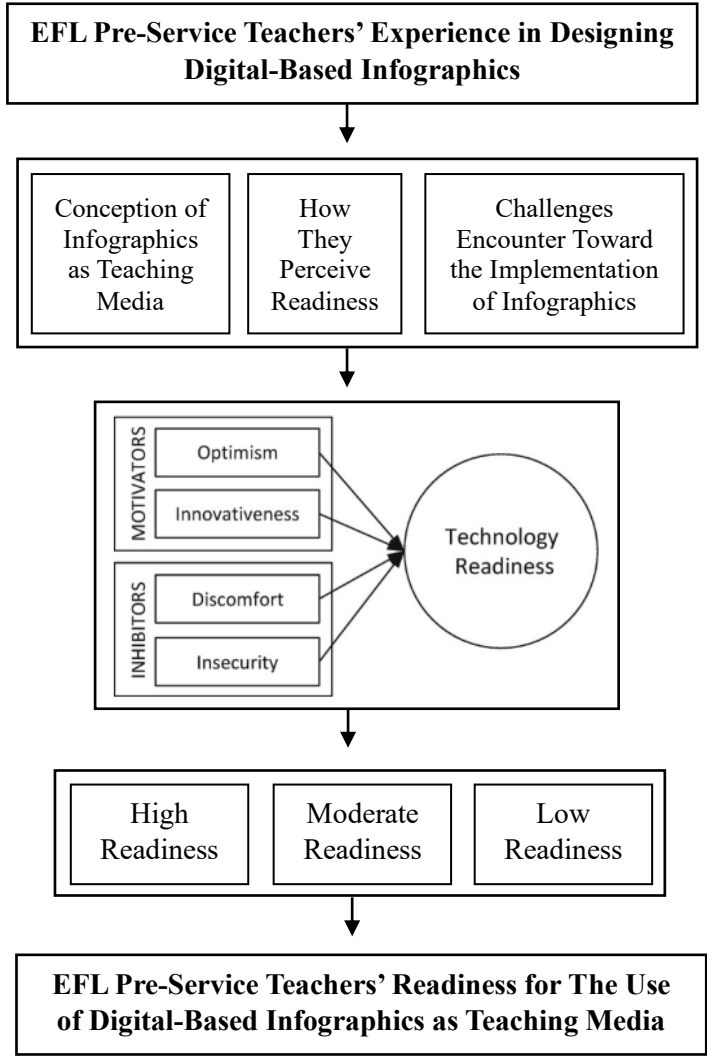 EFL Pre-Service Teachers’ Experience in Designing
Digital-Based Infographics
Conception of
Infographics
as Teaching
Media
How
They
Perceive
Readiness
Challenges
Encounter Toward
the Implementation
of Infographics
MOTIVATORS
Optimism
Innovativeness
INHIBITORS
Discomfort
Insecurity
Technology
Readiness
High
Readiness
Moderate
Readiness
Low
Readiness
EFL Pre-Service Teachers’ Readiness for The Use
of Digital-Based Infographics as Teaching Media